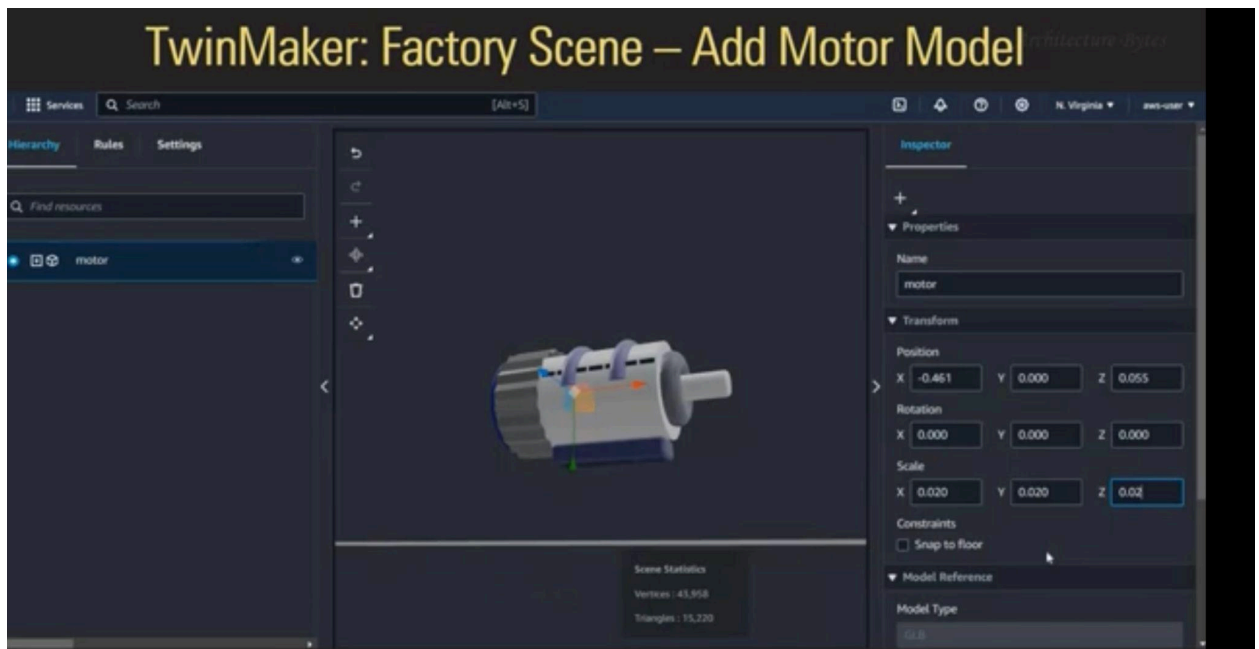 TwinMaker: Factory Scene – Add Motor Model
Architecture Bytes
Services
Search
[Alt+S]
N. Virginia
aws-user
Hierarchy
Rules
Settings
Find resources
motor
Inspector
Properties
Name
motor
Transform
Position
X -0.461 Y 0.000 Z 0.055
Rotation
X 0.000 Y 0.000 Z 0.000
Scale
X 0.020 Y 0.020 Z 0.02
Constraints
Snap to floor
Model Reference
Model Type
GLB
Scene Statistics
Vertices : 43,958
Triangles : 15,220